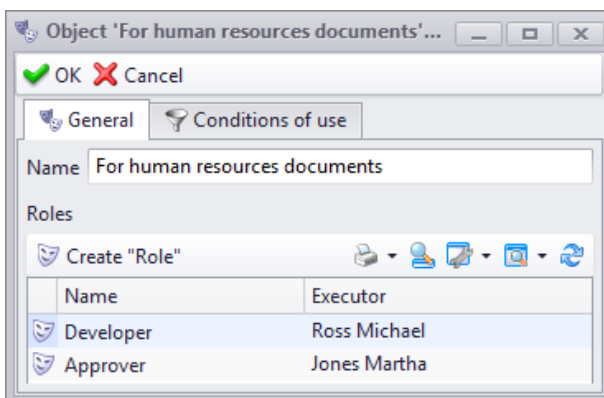 Object 'For human resources documents'...
OK Cancel
General Conditions of use
Name For human resources documents
Roles
Create "Role"
Name Executor
Developer Ross Michael
Approver Jones Martha